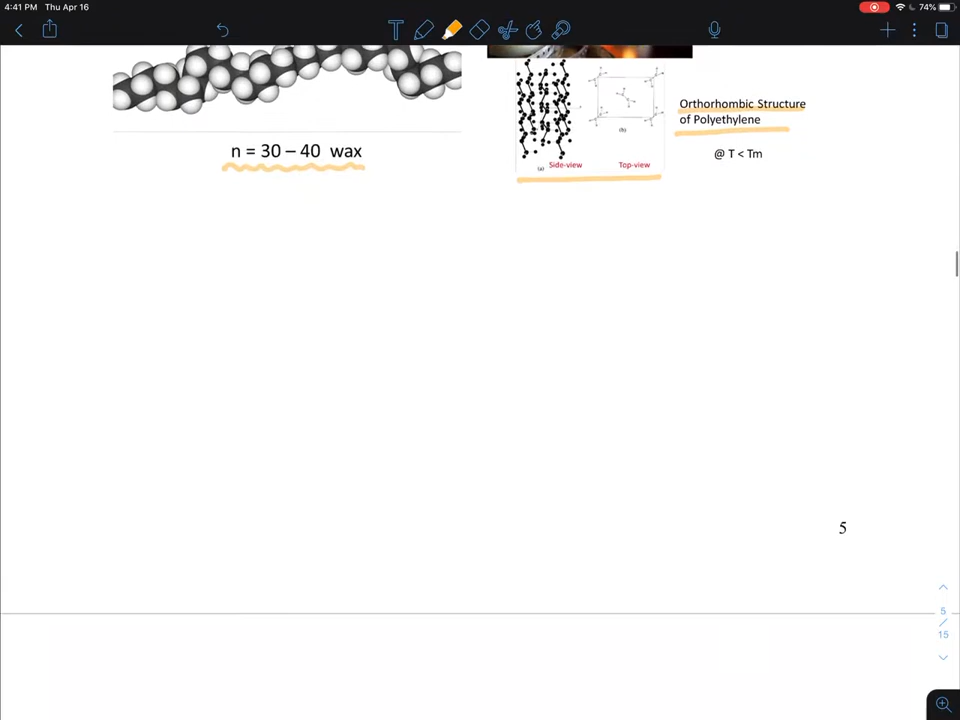 4:41 PM Thu Apr 16
74%
n = 30 – 40 wax
(a) Side-view
(b)
Top-view
Orthorhombic Structure
of Polyethylene
@ T < Tm
5
5
/
15